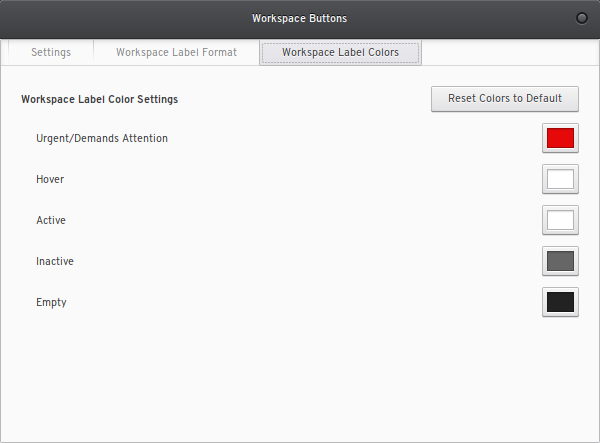 Workspace Buttons
Settings
Workspace Label Format
Workspace Label Colors
Workspace Label Color Settings
Reset Colors to Default
Urgent/Demands Attention
Hover
Active
Inactive
Empty